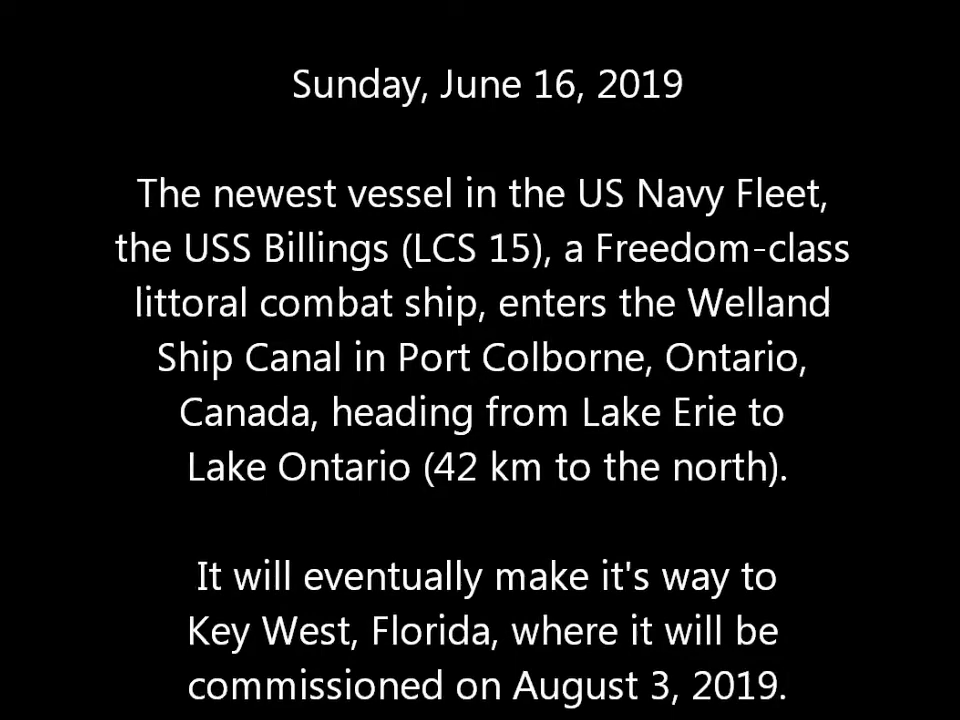 Sunday, June 16, 2019
The newest vessel in the US Navy Fleet,
the USS Billings (LCS 15), a Freedom-class
littoral combat ship, enters the Welland
Ship Canal in Port Colborne, Ontario,
Canada, heading from Lake Erie to
Lake Ontario (42 km to the north).
It will eventually make it's way to
Key West, Florida, where it will be
commissioned on August 3, 2019.